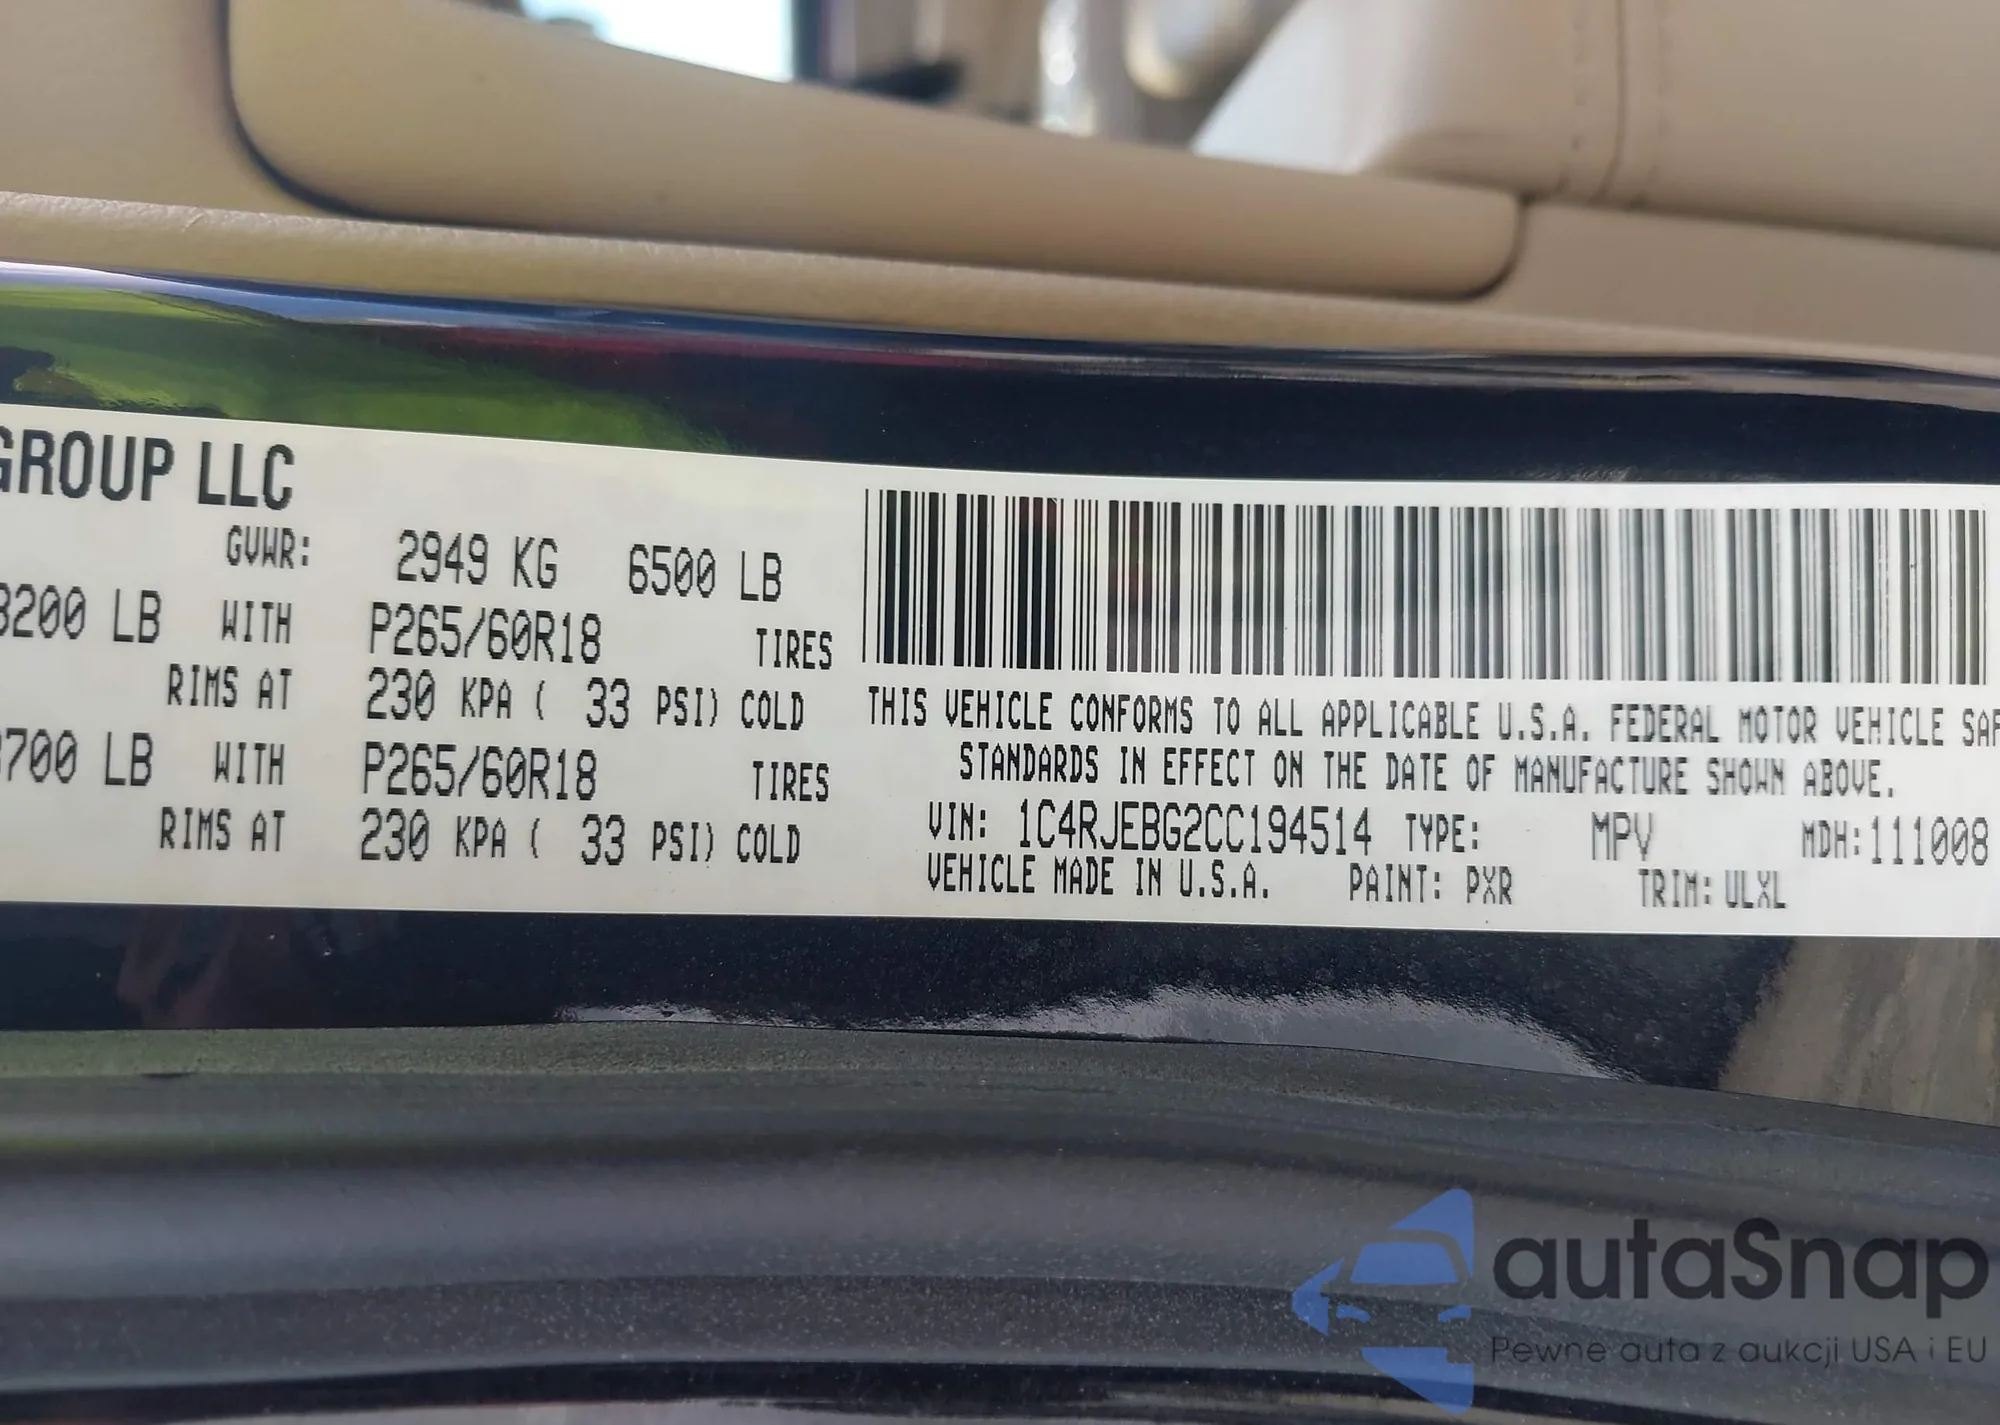 GROUP LLC
GVWR: 2949 KG 6500 LB
3200 LB WITH P265/60R18 TIRES
RIMS AT 230 KPA ( 33 PSI) COLD
3700 LB WITH P265/60R18 TIRES
RIMS AT 230 KPA ( 33 PSI) COLD
THIS VEHICLE CONFORMS TO ALL APPLICABLE U.S.A. FEDERAL MOTOR VEHICLE SAF
STANDARDS IN EFFECT ON THE DATE OF MANUFACTURE SHOWN ABOVE.
VIN: 1C4RJEBG2CC194514 TYPE: MPV MDH:111008
VEHICLE MADE IN U.S.A. PAINT: PXR TRIM: ULXL
autaSnap
Pewne auta z aukcji USA i EU